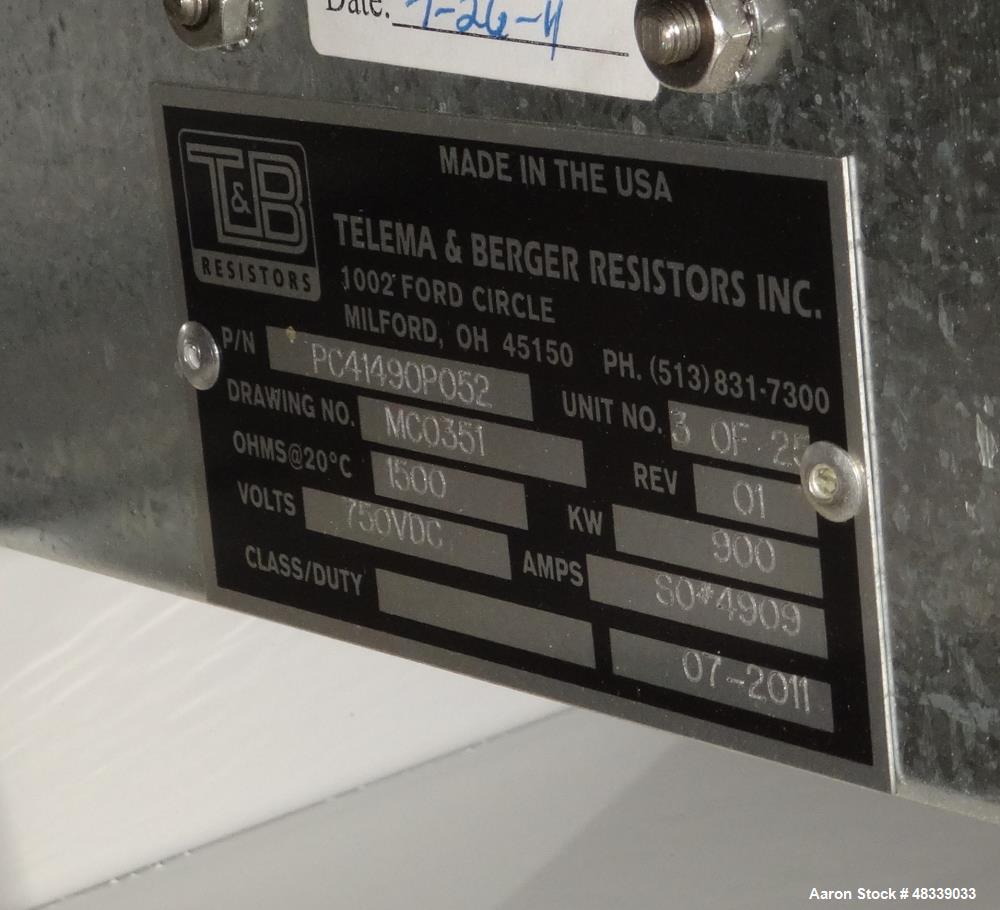 Date. 7-26-11
T&B
RESISTORS
MADE IN THE USA
TELEMA & BERGER RESISTORS INC.
1002 FORD CIRCLE
MILFORD, OH 45150 PH. (513)831-7300
P/N PC41490P052 UNIT NO. 3 OF 25
DRAWING NO. MC0351 REV 01
OHMS@20°C 1500 KW 900
VOLTS 750VDC AMPS SO#4909
CLASS/DUTY 07-2011
Aaron Stock # 48339033